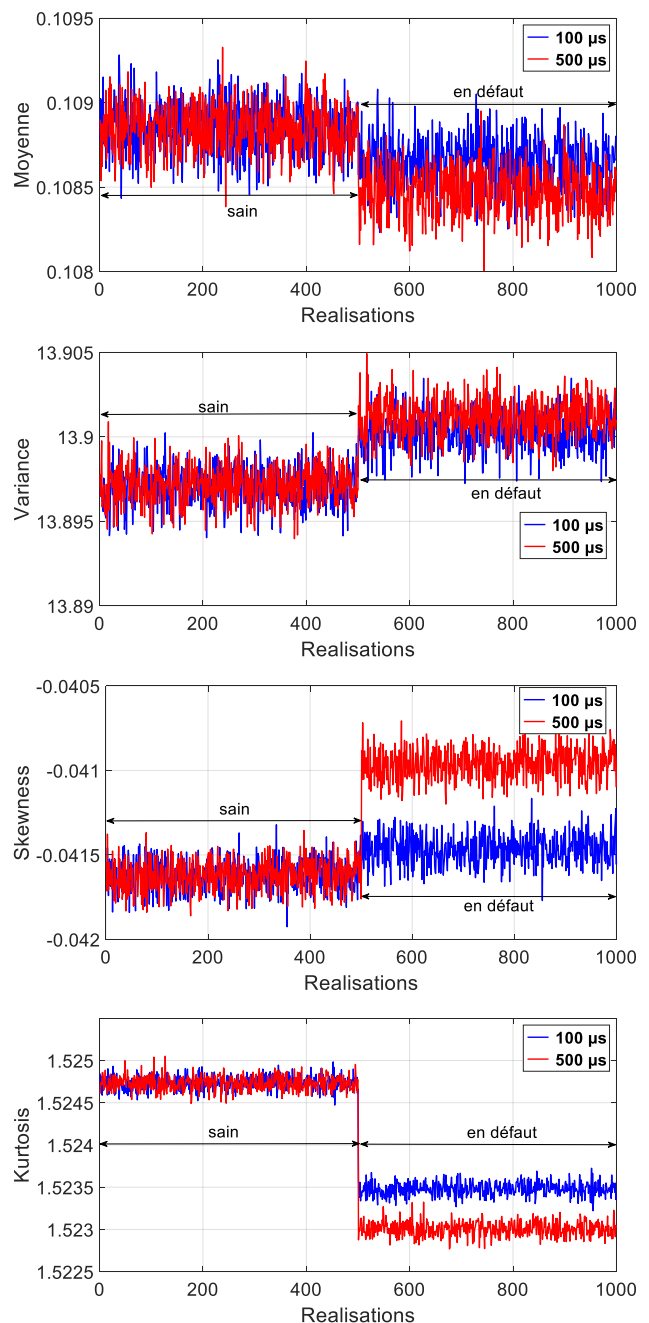 0.1095
0.109
0.1085
0.108
Moyenne
100 µs
500 µs
en défaut
sain
0 200 400 600 800 1000
Realisations
13.905
13.9
13.895
13.89
Variance
sain
en défaut
100 µs
500 µs
0 200 400 600 800 1000
Realisations
-0.0405
-0.041
-0.0415
-0.042
Skewness
100 µs
500 µs
sain
en défaut
0 200 400 600 800 1000
Realisations
1.525
1.5245
1.524
1.5235
1.523
1.5225
Kurtosis
100 µs
500 µs
sain
en défaut
0 200 400 600 800 1000
Realisations